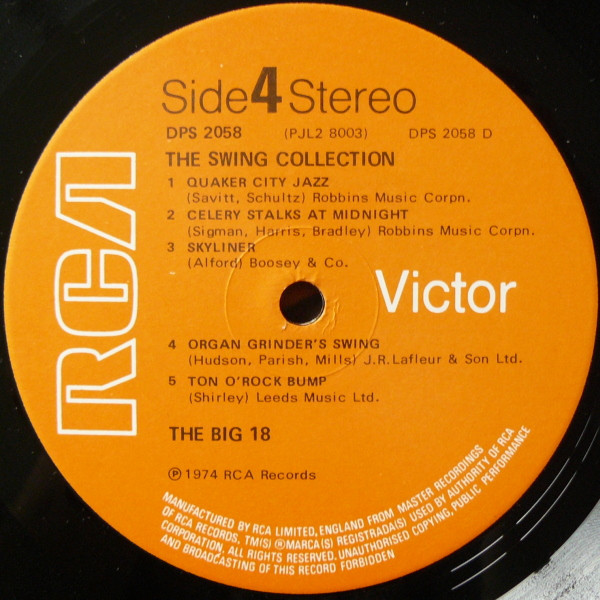 Side 4 Stereo
DPS 2058 (PJL2 8003) DPS 2058 D
THE SWING COLLECTION
1 QUAKER CITY JAZZ
(Savitt, Schultz) Robbins Music Corpn.
2 CELERY STALKS AT MIDNIGHT
(Sigman, Harris, Bradley) Robbins Music Corpn.
3 SKYLINER
(Alford) Boosey & Co.
RCA
Victor
4 ORGAN GRINDER'S SWING
(Hudson, Parish, Mills) J.R.Lafleur & Son Ltd.
5 TON O'ROCK BUMP
(Shirley) Leeds Music Ltd.
THE BIG 18
℗ 1974 RCA Records
MANUFACTURED BY RCA LIMITED, ENGLAND FROM MASTER RECORDINGS
OF RCA RECORDS. TM(S) ® MARCA(S) REGISTRADA(S) USED BY AUTHORITY OF RCA
CORPORATION. ALL RIGHTS RESERVED. UNAUTHORISED COPYING, PUBLIC PERFORMANCE
AND BROADCASTING OF THIS RECORD FORBIDDEN